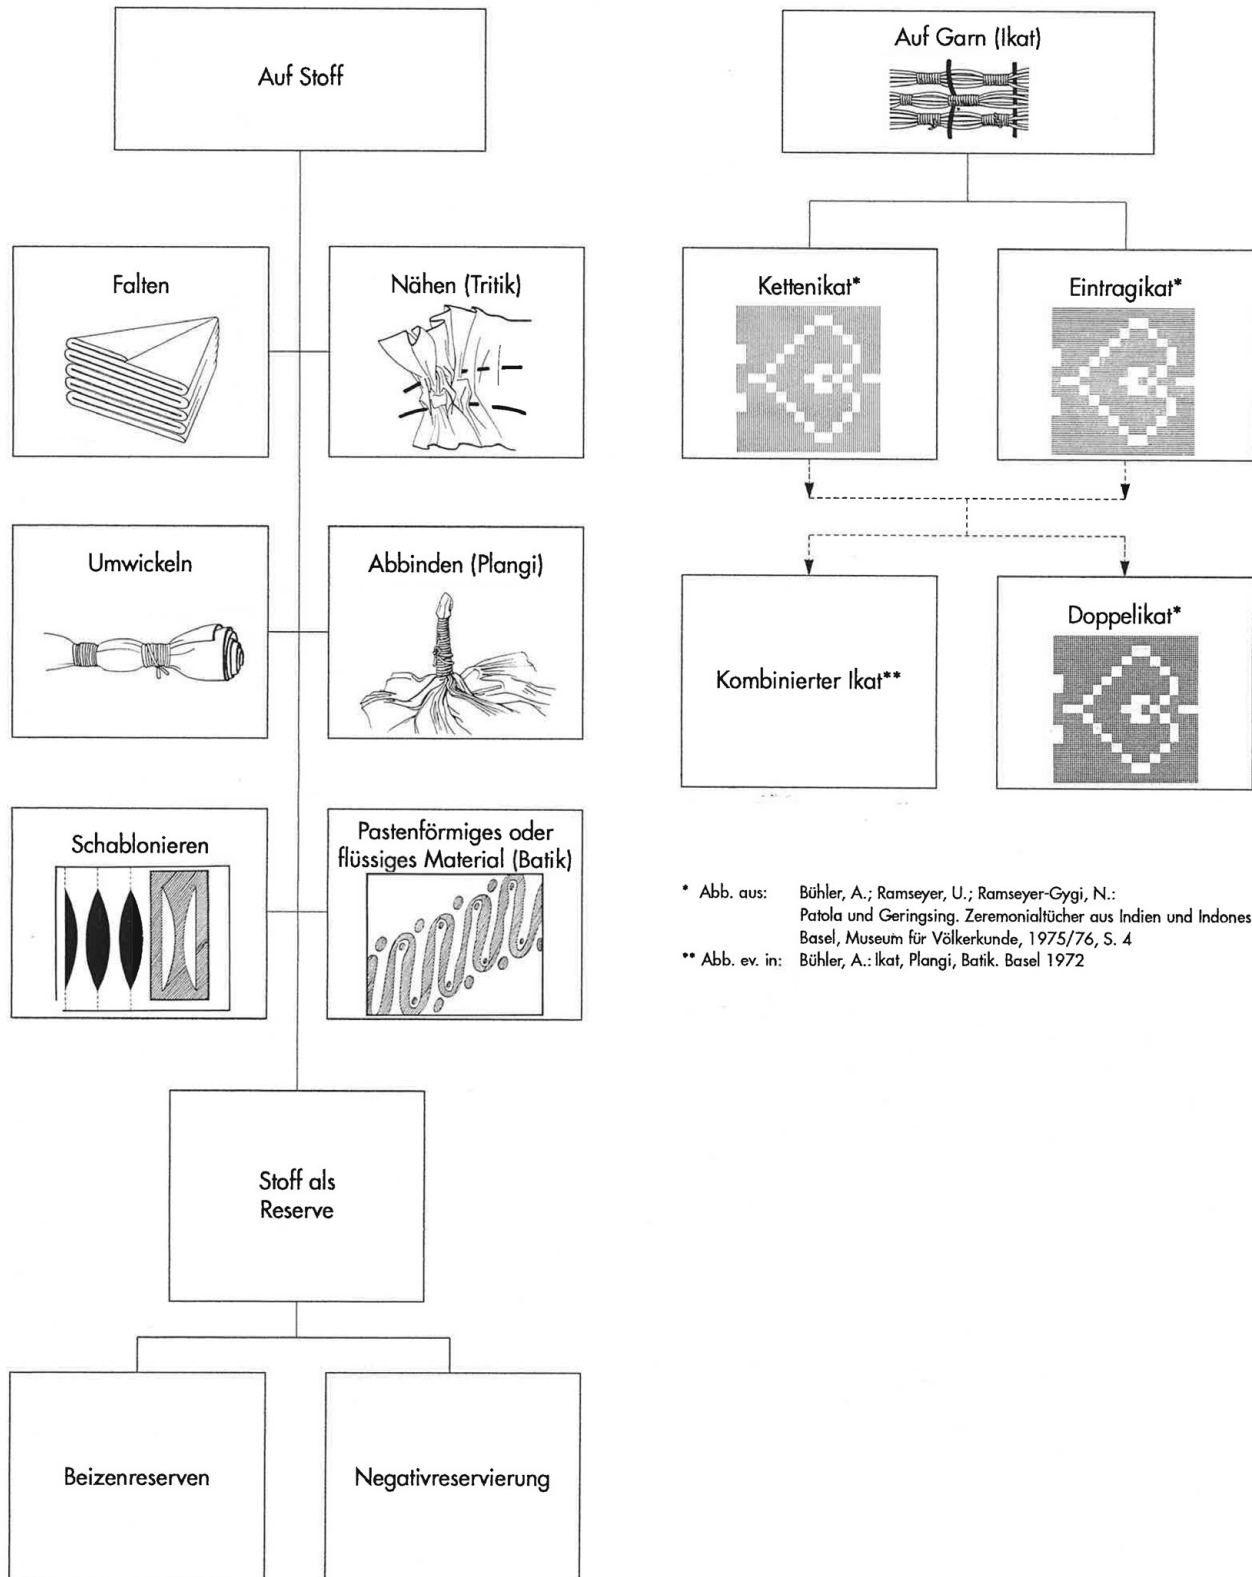 Auf Stoff
Falten
Nähen (Tritik)
Umwickeln
Abbinden (Plangi)
Schablonieren
Pastenförmiges oder
flüssiges Material (Batik)
Stoff als
Reserve
Beizenreserven
Negativreservierung
Auf Garn (Ikat)
Kettenikat*
Eintragikat*
Kombinierter Ikat**
Doppelikat*
* Abb. aus: Bühler, A.; Ramseyer, U.; Ramseyer-Gygi, N.:
Patola und Geringsing. Zeremonialtücher aus Indien und Indones
Basel, Museum für Völkerkunde, 1975/76, S. 4
** Abb. ev. in: Bühler, A.: Ikat, Plangi, Batik. Basel 1972